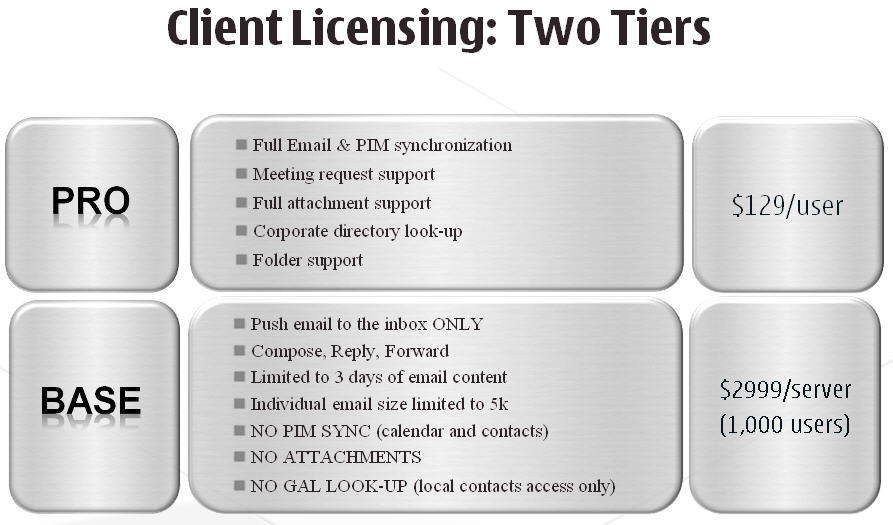 Client Licensing: Two Tiers
PRO
Full Email & PIM synchronization
Meeting request support
Full attachment support
Corporate directory look-up
Folder support
$129/user
BASE
Push email to the inbox ONLY
Compose, Reply, Forward
Limited to 3 days of email content
Individual email size limited to 5k
NO PIM SYNC (calendar and contacts)
NO ATTACHMENTS
NO GAL LOOK-UP (local contacts access only)
$2999/server
(1,000 users)